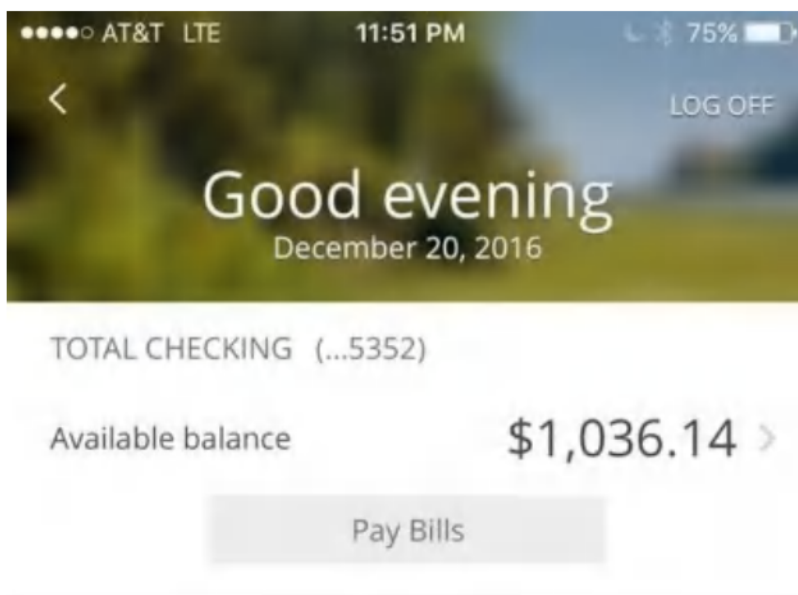 AT&T LTE 11:51 PM 75%
LOG OFF
Good evening
December 20, 2016
TOTAL CHECKING (...5352)
Available balance $1,036.14
Pay Bills